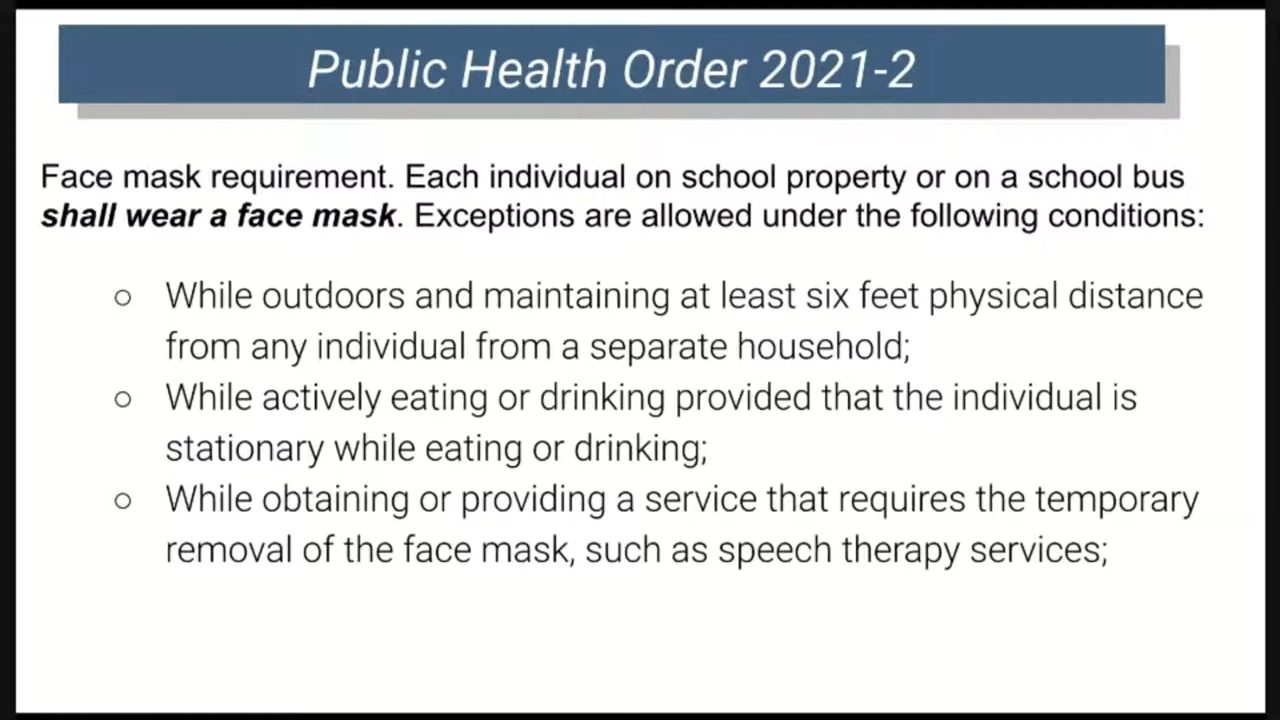 Public Health Order 2021-2
Face mask requirement. Each individual on school property or on a school bus
shall wear a face mask. Exceptions are allowed under the following conditions:
○ While outdoors and maintaining at least six feet physical distance
from any individual from a separate household;
○ While actively eating or drinking provided that the individual is
stationary while eating or drinking;
○ While obtaining or providing a service that requires the temporary
removal of the face mask, such as speech therapy services;